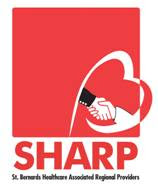 SHARP
St. Bernards Healthcare Associated Regional Providers